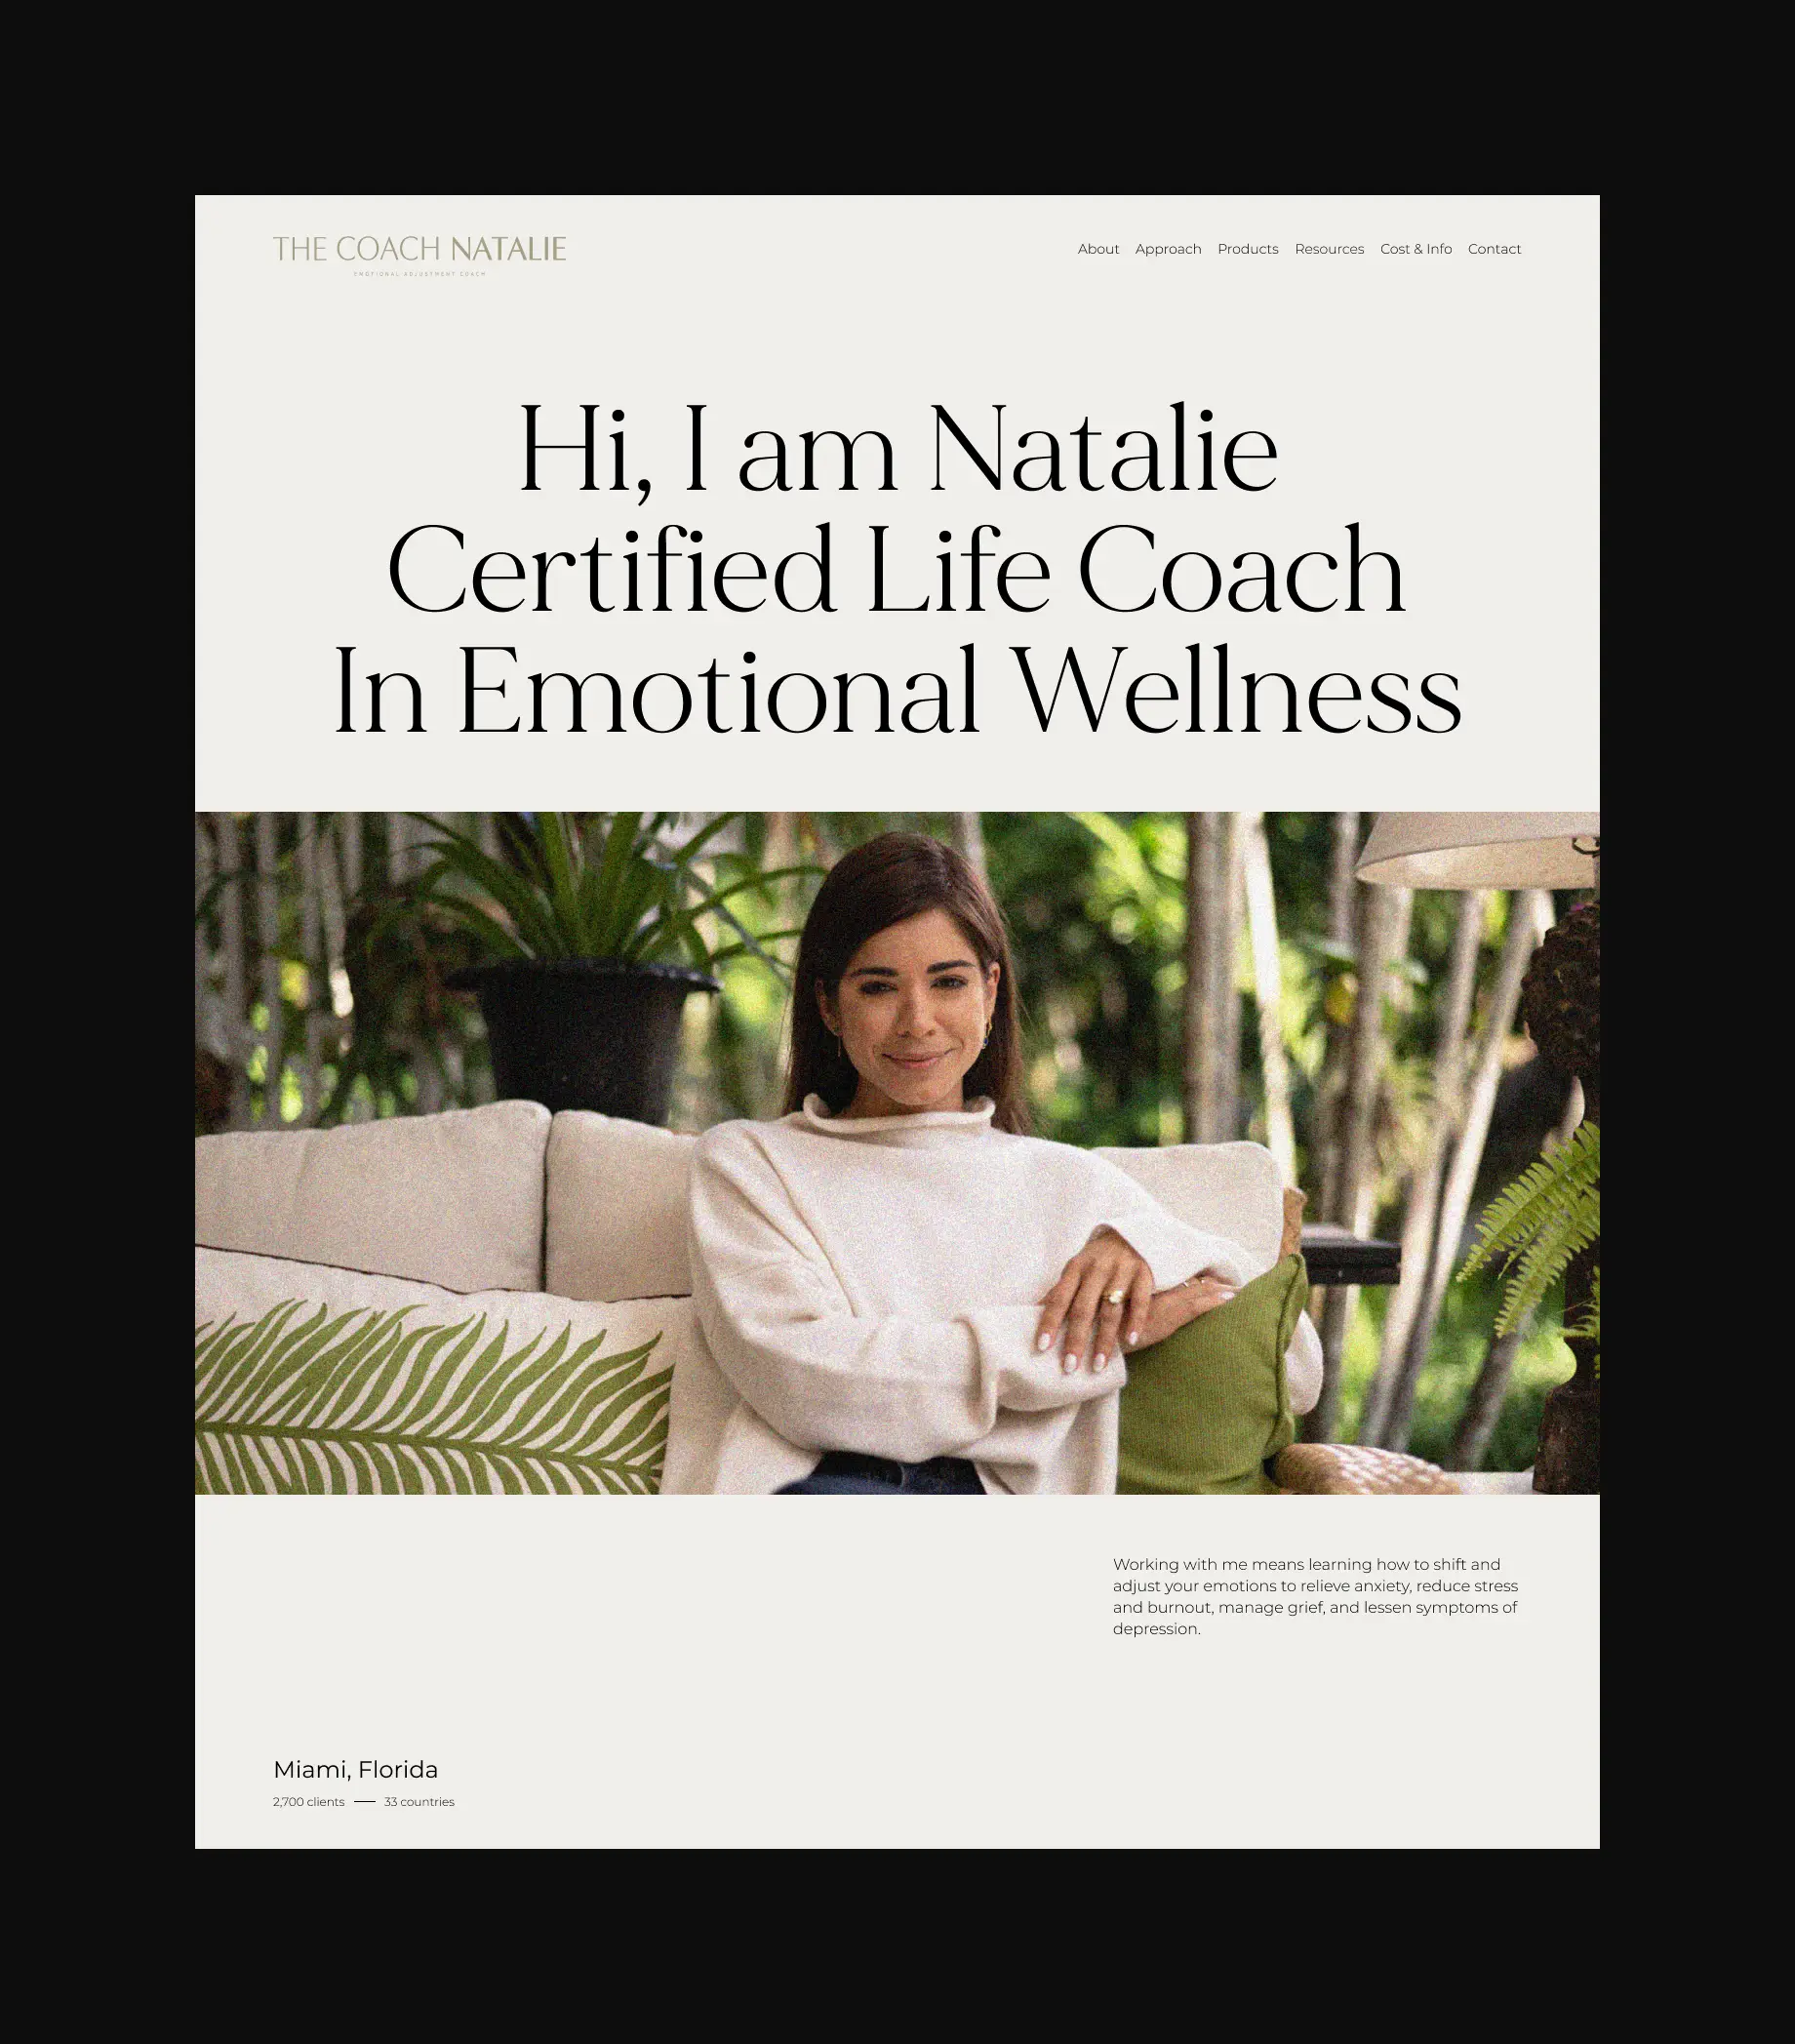 THE COACH NATALIE
EMOTIONAL ADJUSTMENT COACH
About Approach Products Resources Cost & Info Contact
Hi, I am Natalie
Certified Life Coach
In Emotional Wellness
Working with me means learning how to shift and
adjust your emotions to relieve anxiety, reduce stress
and burnout, manage grief, and lessen symptoms of
depression.
Miami, Florida
2,700 clients — 33 countries